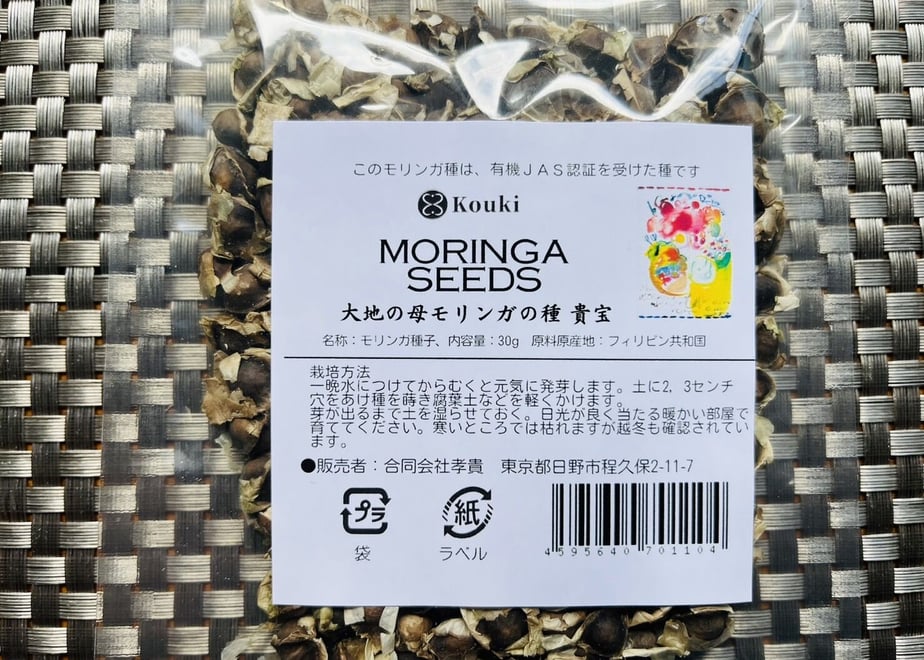 このモリンガ種は、有機JAS認証を受けた種です
Kouki
MORINGA
SEEDS
大地の母モリンガの種 貴宝
名称：モリンガ種子、内容量：30g 原料原産地：フィリピン共和国
栽培方法
一晩水につけてからむくと元気に発芽します。土に2，3センチ
穴をあけ種を蒔き腐葉土などを軽くかけます。
芽が出るまで土を湿らせておく。日光が良く当たる暖かい部屋で
育ててください。寒いところでは枯れますが越冬も確認されてい
ます。
●販売者：合同会社孝貴 東京都日野市程久保2-11-7
プラ 紙
袋 ラベル
4595640701104